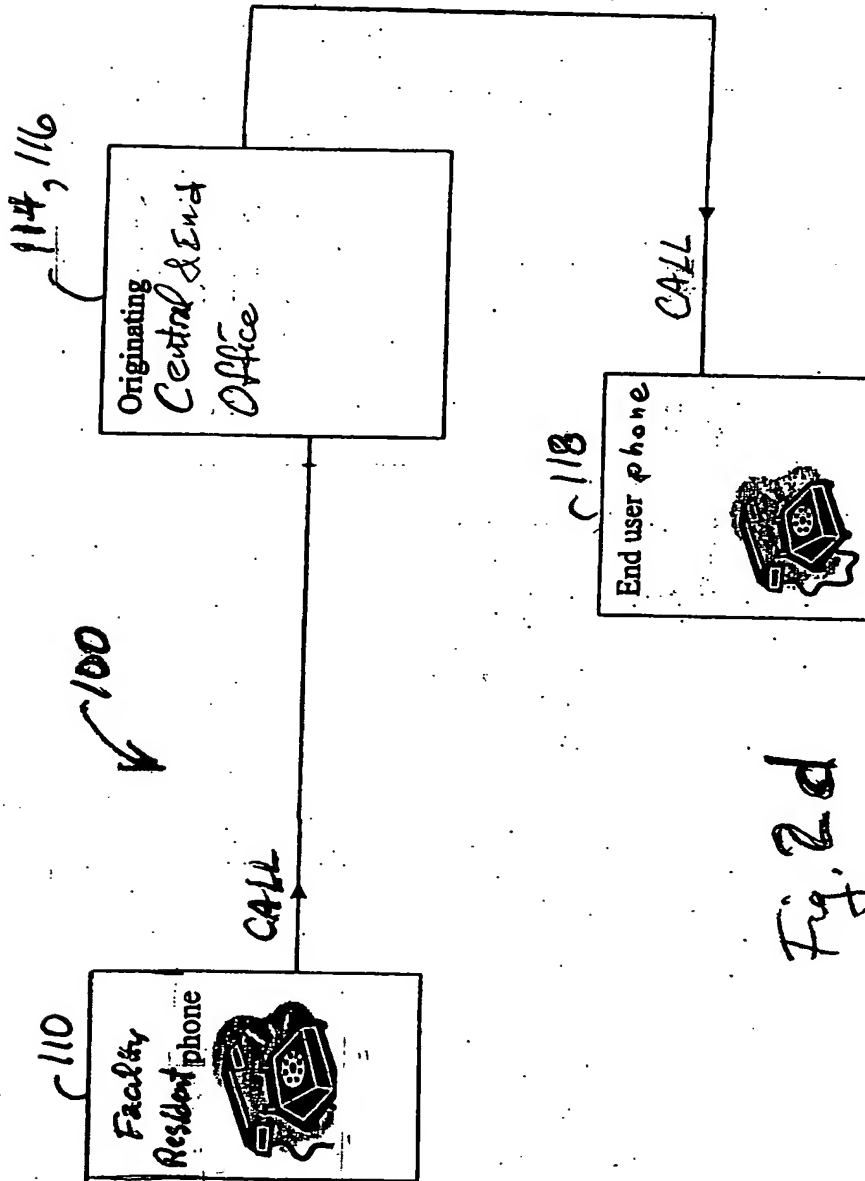 110
Facility
Resident phone
CALL
100
114, 116
Originating
Central & End
Office
CALL
118
End user phone
Fig. 2d